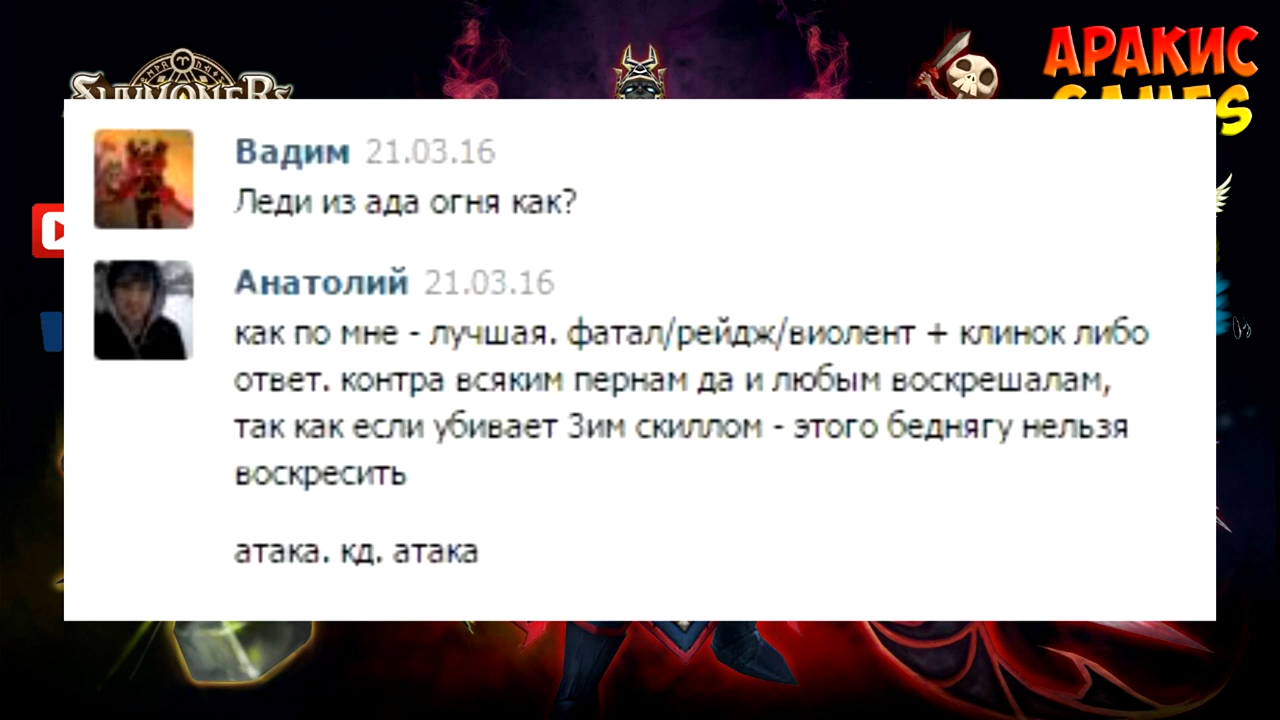 SUMMONERS
АРАКИС
GAMES
Вадим 21.03.16
Леди из ада огня как?
Анатолий 21.03.16
как по мне - лучшая. фатал/рейдж/виолент + клинок либо
ответ. контра всяким пернам да и любым воскрешалам,
так как если убивает 3им скиллом - этого беднягу нельзя
воскресить
атака. кд. атака